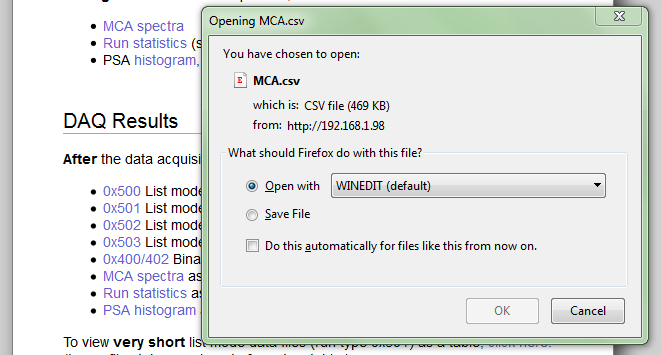 MCA spectra
Run statistics (s
PSA histogram,
DAQ Results
After the data acquisi
0x500 List mode
0x501 List mode
0x502 List mode
0x503 List mode
0x400/402 Bina
MCA spectra as
Run statistics as
PSA histogram a
To view very short list mode data files (run type 0x501) as a table, click here.
Opening MCA.csv
You have chosen to open:
MCA.csv
which is: CSV file (469 KB)
from: http://192.168.1.98
What should Firefox do with this file?
Open with WINEDIT (default)
Save File
Do this automatically for files like this from now on.
OK Cancel